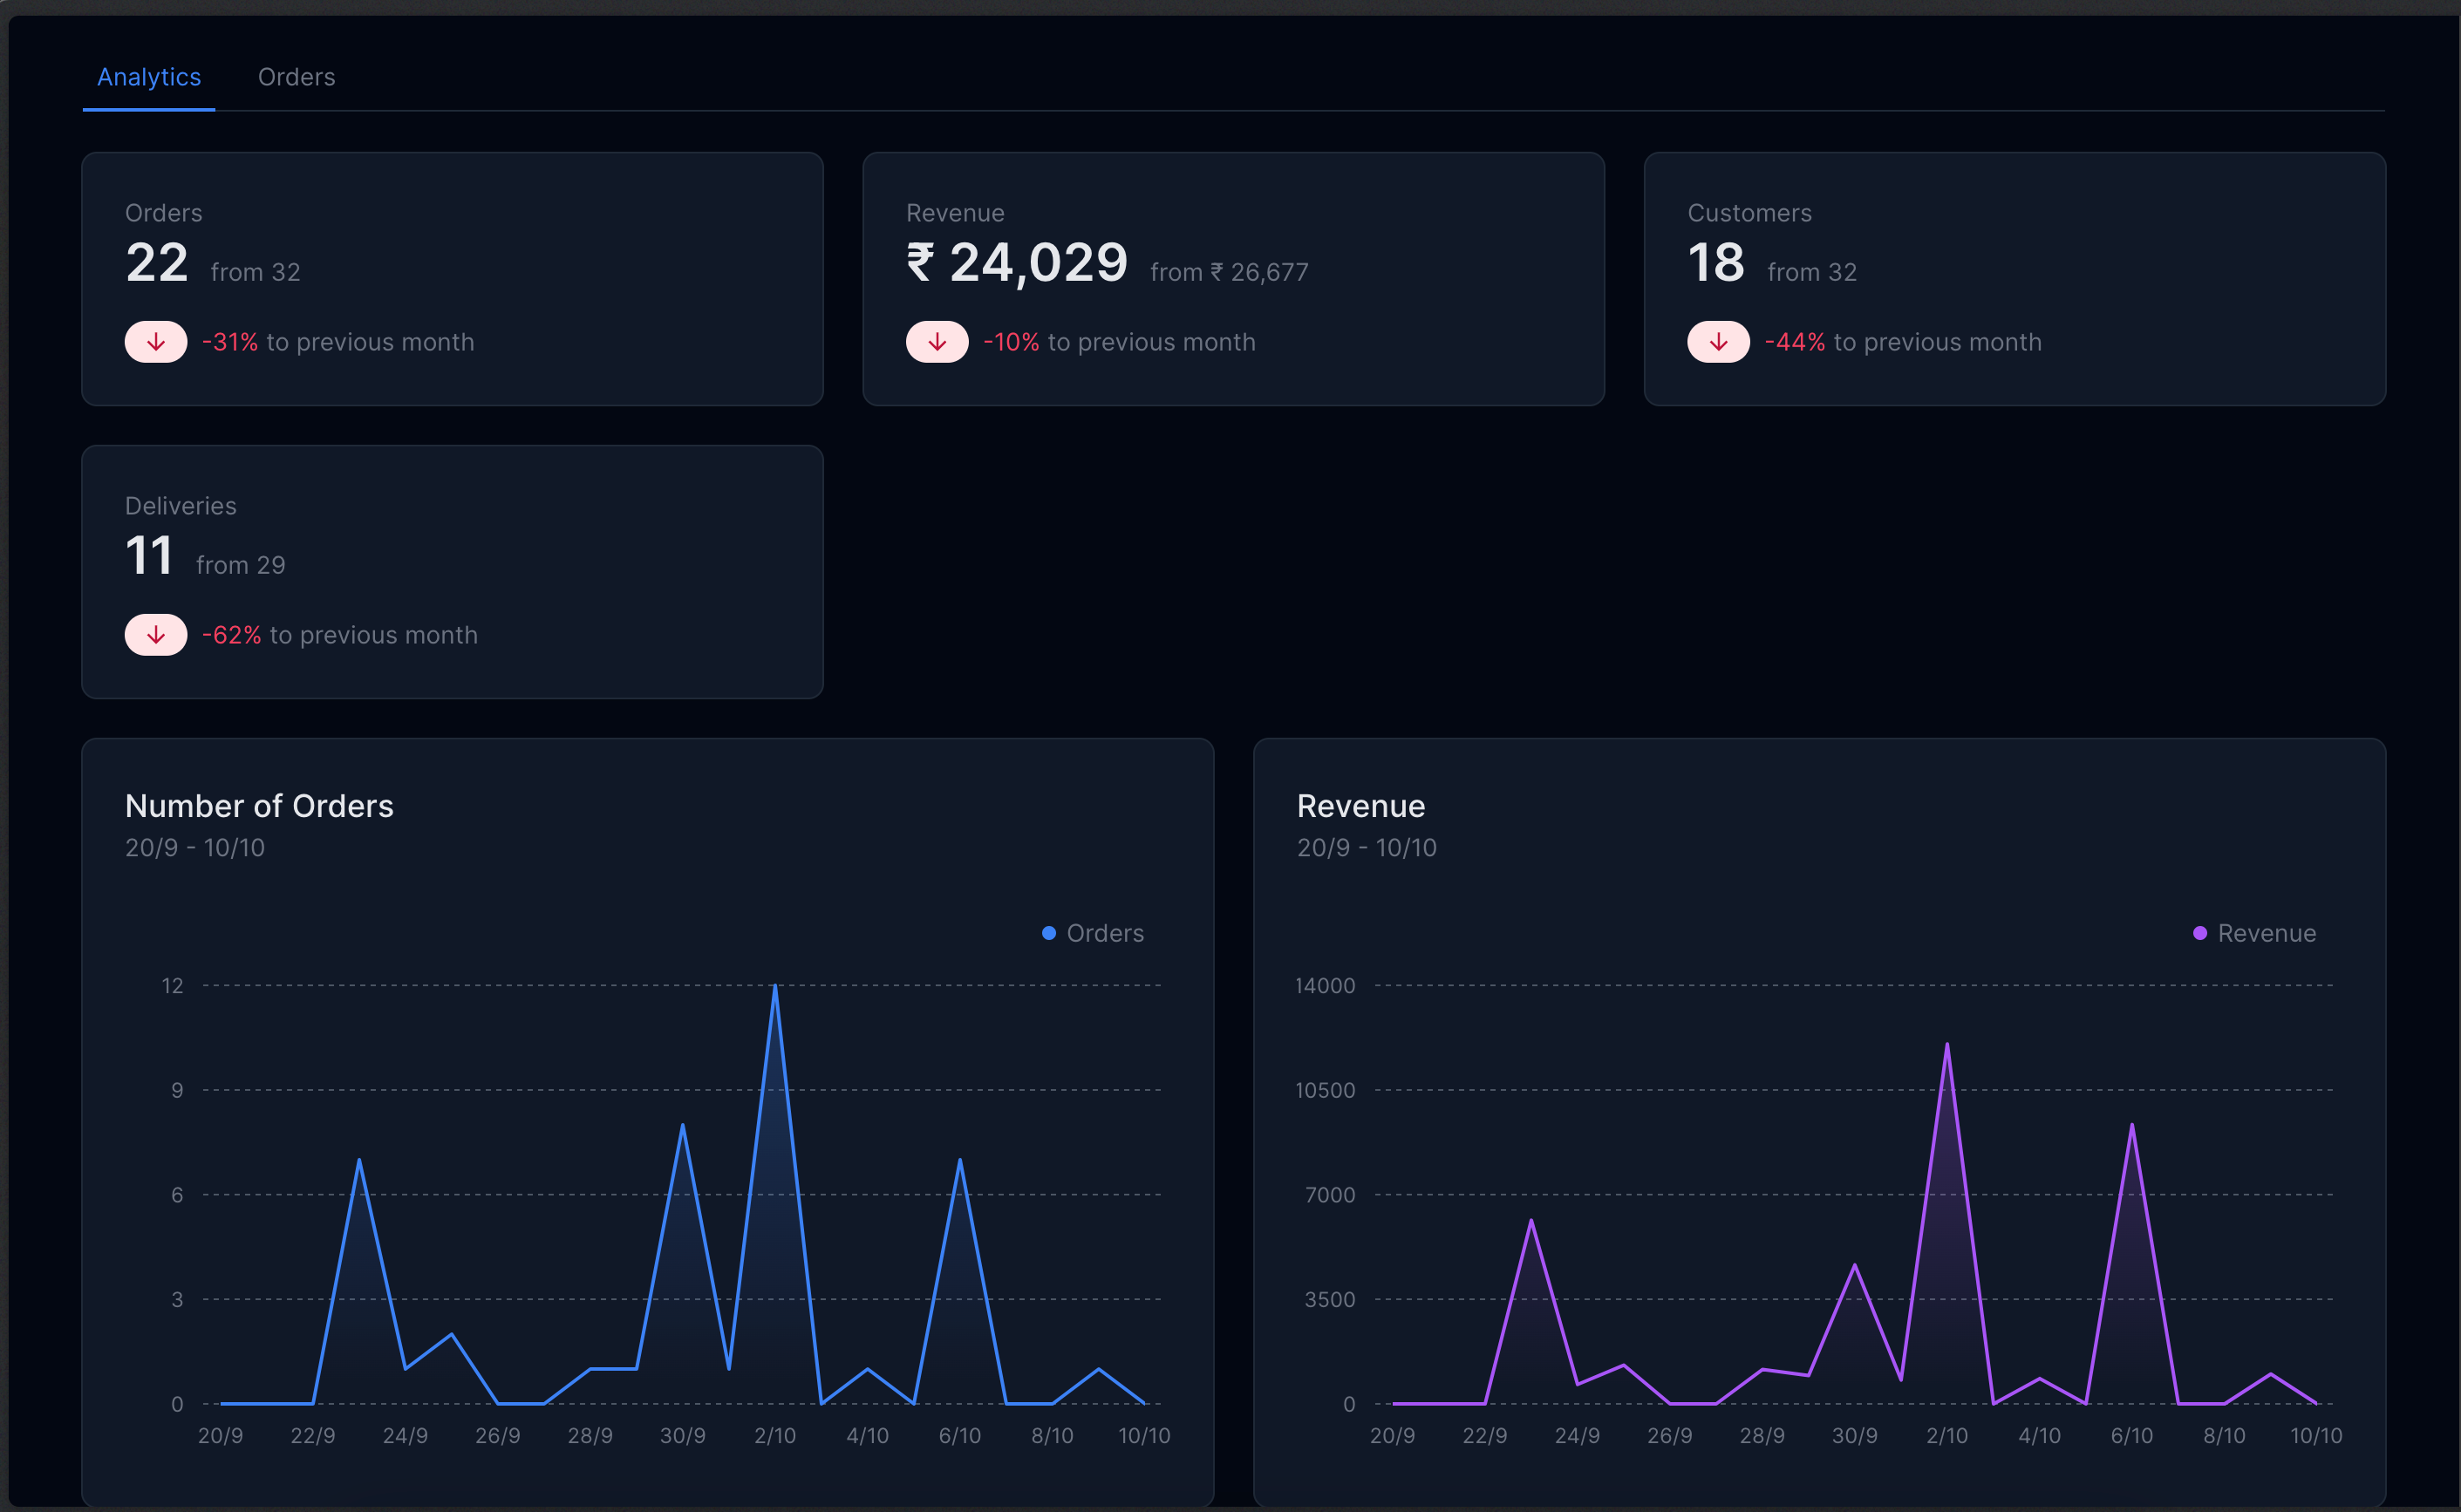 Analytics Orders
Orders
22 from 32
-31% to previous month
Revenue
₹ 24,029 from ₹ 26,677
-10% to previous month
Customers
18 from 32
-44% to previous month
Deliveries
11 from 29
-62% to previous month
Number of Orders
20/9 - 10/10
Orders
12
9
6
3
0
20/9 22/9 24/9 26/9 28/9 30/9 2/10 4/10 6/10 8/10 10/10
Revenue
20/9 - 10/10
Revenue
14000
10500
7000
3500
0
20/9 22/9 24/9 26/9 28/9 30/9 2/10 4/10 6/10 8/10 10/10